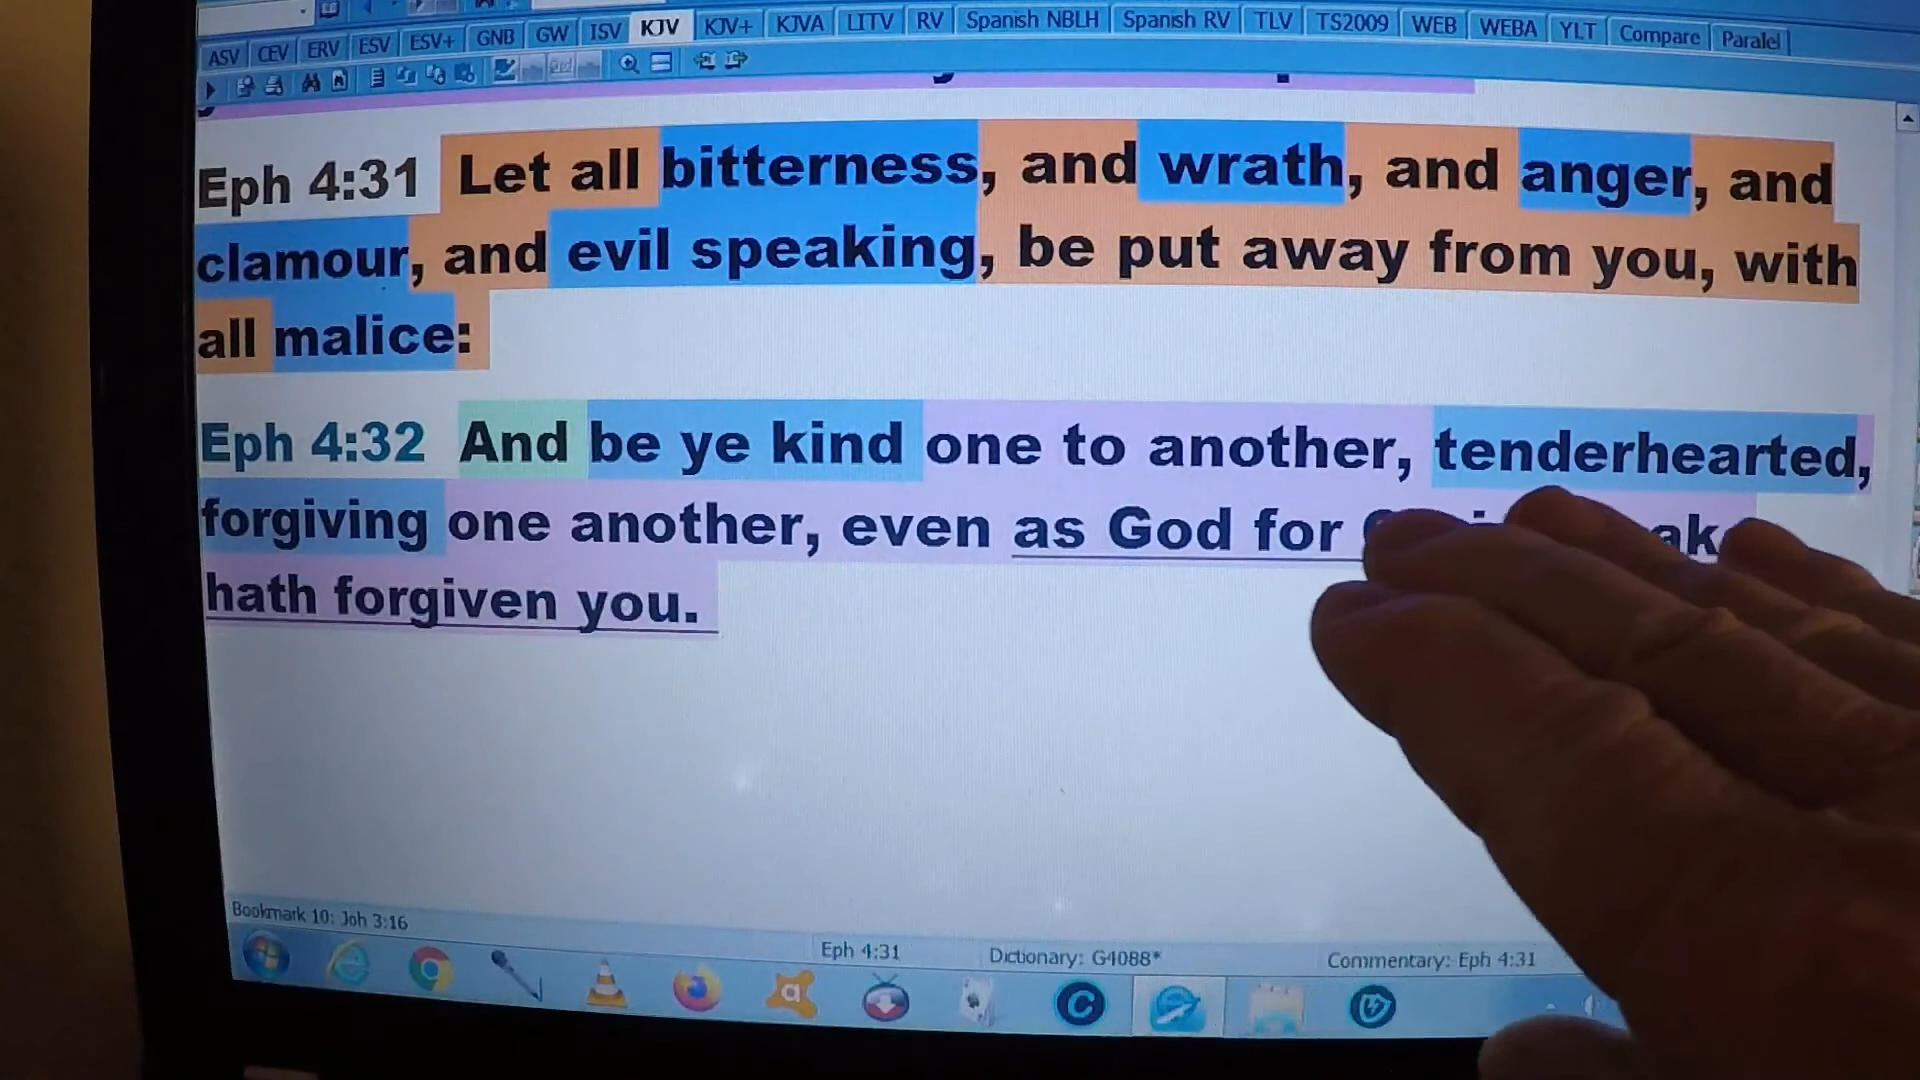 ASV CEV ERV ESV ESV+ GNB GW ISV KJV KJV+ KJVA LITV RV Spanish NBLH Spanish RV TLV TS2009 WEB WEBA YLT Compare Parallel
Eph 4:31 Let all bitterness, and wrath, and anger, and
clamour, and evil speaking, be put away from you, with
all malice:
Eph 4:32 And be ye kind one to another, tenderhearted,
forgiving one another, even as God for
hath forgiven you.
Bookmark 10: Joh 3:16
Eph 4:31 Dictionary: G4088* Commentary: Eph 4:31